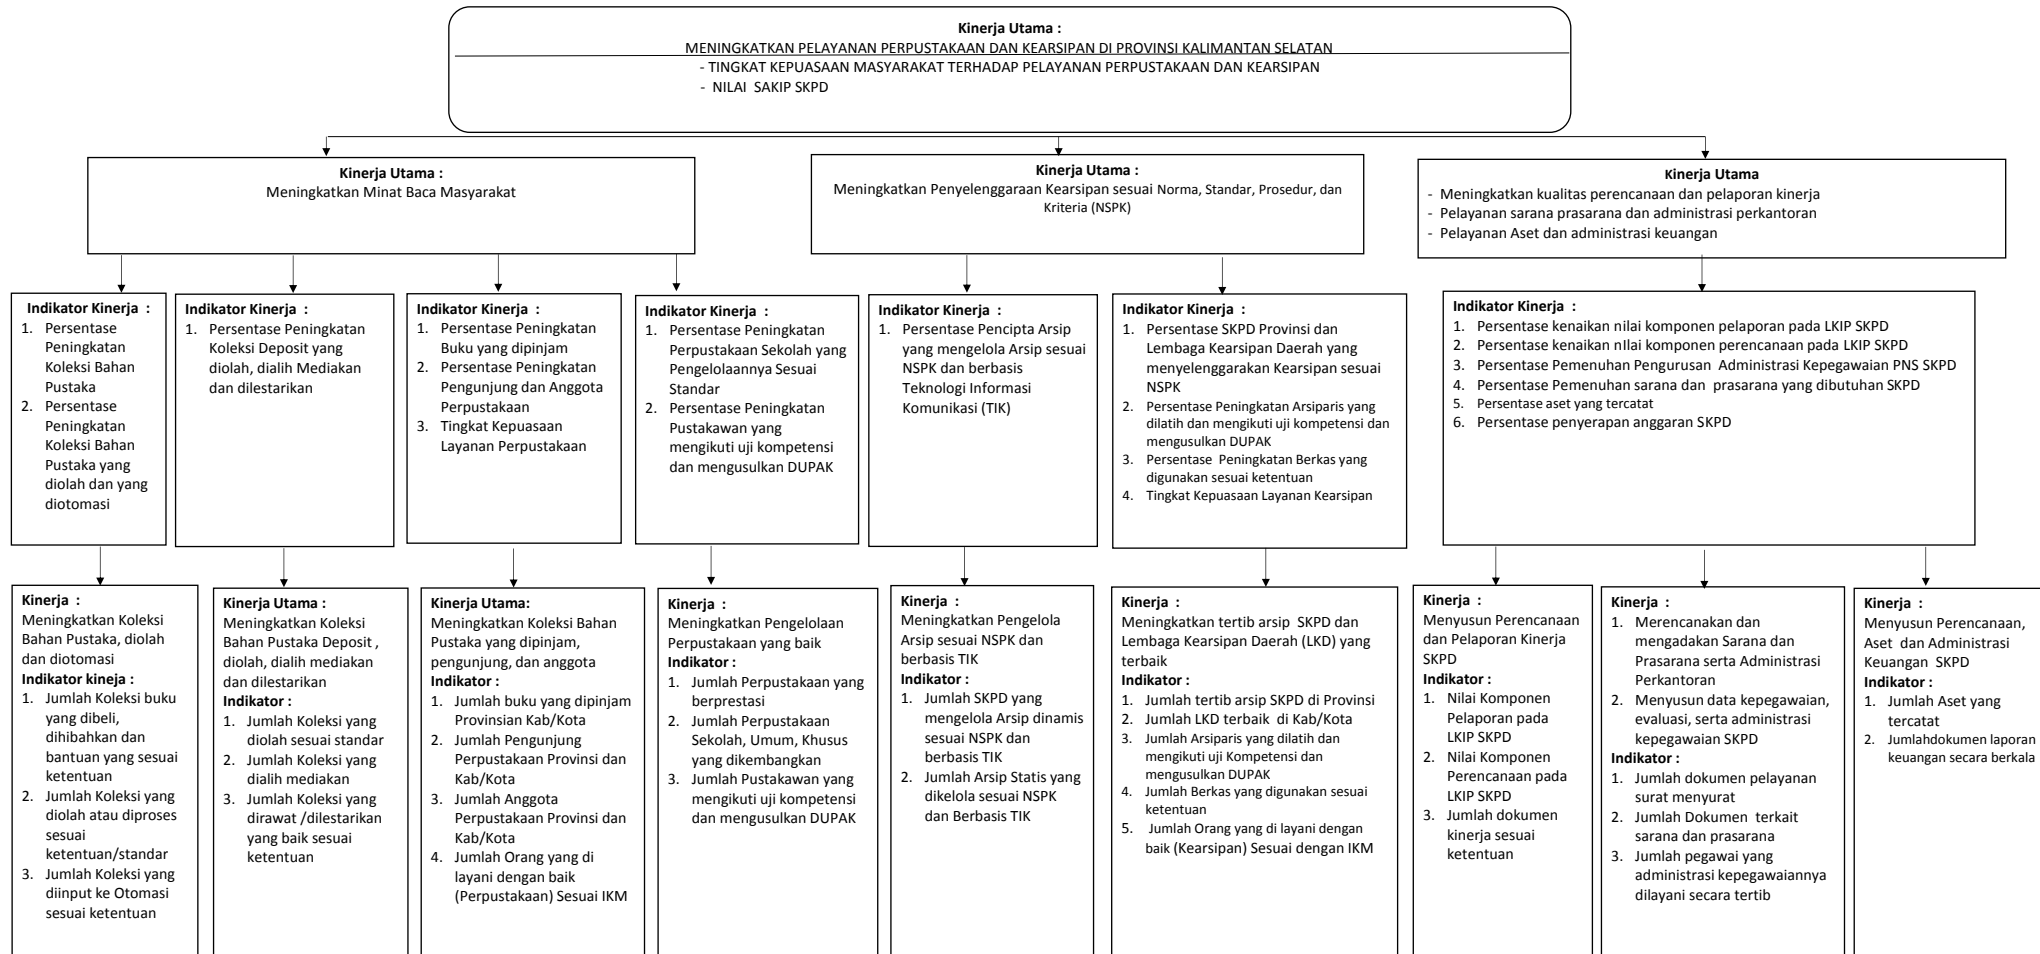 Kinerja Utama :
MENINGKATKAN PELAYANAN PERPUSTAKAAN DAN KEARSIPAN DI PROVINSI KALIMANTAN SELATAN
- TINGKAT KEPUASAAN MASYARAKAT TERHADAP PELAYANAN PERPUSTAKAAN DAN KEARSIPAN
- NILAI SAKIP SKPD
Kinerja Utama :
Meningkatkan Minat Baca Masyarakat
Kinerja Utama :
Meningkatkan Penyelenggaraan Kearsipan sesuai Norma, Standar, Prosedur, dan
Kriteria (NSPK)
Kinerja Utama
- Meningkatkan kualitas perencanaan dan pelaporan kinerja
- Pelayanan sarana prasarana dan administrasi perkantoran
- Pelayanan Aset dan administrasi keuangan
Indikator Kinerja :
1. Persentase
Peningkatan
Koleksi Bahan
Pustaka
2. Persentase
Peningkatan
Koleksi Bahan
Pustaka yang
diolah dan yang
diotomasi
Indikator Kinerja :
1. Persentase Peningkatan
Koleksi Deposit yang
diolah, dialih Mediakan
dan dilestarikan
Indikator Kinerja :
1. Persentase Peningkatan
Buku yang dipinjam
2. Persentase Peningkatan
Pengunjung dan Anggota
Perpustakaan
3. Tingkat Kepuasaan
Layanan Perpustakaan
Indikator Kinerja :
1. Persentase Peningkatan
Perpustakaan Sekolah yang
Pengelolaannya Sesuai
Standar
2. Persentase Peningkatan
Pustakawan yang
mengikuti uji kompetensi
dan mengusulkan DUPAK
Indikator Kinerja :
1. Persentase Pencipta Arsip
yang mengelola Arsip sesuai
NSPK dan berbasis
Teknologi Informasi
Komunikasi (TIK)
Indikator Kinerja :
1. Persentase SKPD Provinsi dan
Lembaga Kearsipan Daerah yang
menyelenggarakan Kearsipan sesuai
NSPK
2. Persentase Peningkatan Arsiparis yang
dilatih dan mengikuti uji kompetensi dan
mengusulkan DUPAK
3. Persentase Peningkatan Berkas yang
digunakan sesuai ketentuan
4. Tingkat Kepuasaan Layanan Kearsipan
Indikator Kinerja :
1. Persentase kenaikan nilai komponen pelaporan pada LKIP SKPD
2. Persentase kenaikan nIlai komponen perencanaan pada LKIP SKPD
3. Persentase Pemenuhan Pengurusan Administrasi Kepegawaian PNS SKPD
4. Persentase Pemenuhan sarana dan prasarana yang dibutuhan SKPD
5. Persentase aset yang tercatat
6. Persentase penyerapan anggaran SKPD
Kinerja :
Meningkatkan Koleksi
Bahan Pustaka, diolah
dan diotomasi
Indikator kineja :
1. Jumlah Koleksi buku
yang dibeli,
dihibahkan dan
bantuan yang sesuai
ketentuan
2. Jumlah Koleksi yang
diolah atau diproses
sesuai
ketentuan/standar
3. Jumlah Koleksi yang
diinput ke Otomasi
sesuai ketentuan
Kinerja Utama :
Meningkatkan Koleksi
Bahan Pustaka Deposit ,
diolah, dialih mediakan
dan dilestarikan
Indikator :
1. Jumlah Koleksi yang
diolah sesuai standar
2. Jumlah Koleksi yang
dialih mediakan
3. Jumlah Koleksi yang
dirawat /dilestarikan
yang baik sesuai
ketentuan
Kinerja Utama:
Meningkatkan Koleksi Bahan
Pustaka yang dipinjam,
pengunjung, dan anggota
Indikator :
1. Jumlah buku yang dipinjam
Provinsian Kab/Kota
2. Jumlah Pengunjung
Perpustakaan Provinsi dan
Kab/Kota
3. Jumlah Anggota
Perpustakaan Provinsi dan
Kab/Kota
4. Jumlah Orang yang di
layani dengan baik
(Perpustakaan) Sesuai IKM
Kinerja :
Meningkatkan Pengelolaan
Perpustakaan yang baik
Indikator :
1. Jumlah Perpustakaan yang
berprestasi
2. Jumlah Perpustakaan
Sekolah, Umum, Khusus
yang dikembangkan
3. Jumlah Pustakawan yang
mengikuti uji kompetensi
dan mengusulkan DUPAK
Kinerja :
Meningkatkan Pengelola
Arsip sesuai NSPK dan
berbasis TIK
Indikator :
1. Jumlah SKPD yang
mengelola Arsip dinamis
sesuai NSPK dan
berbasis TIK
2. Jumlah Arsip Statis yang
dikelola sesuai NSPK
dan Berbasis TIK
Kinerja :
Meningkatkan tertib arsip SKPD dan
Lembaga Kearsipan Daerah (LKD) yang
terbaik
Indikator :
1. Jumlah tertib arsip SKPD di Provinsi
2. Jumlah LKD terbaik di Kab/Kota
3. Jumlah Arsiparis yang dilatih dan
mengikuti uji Kompetensi dan
mengusulkan DUPAK
4. Jumlah Berkas yang digunakan sesuai
ketentuan
5. Jumlah Orang yang di layani dengan
baik (Kearsipan) Sesuai dengan IKM
Kinerja :
Menyusun Perencanaan
dan Pelaporan Kinerja
SKPD
Indikator :
1. Nilai Komponen
Pelaporan pada
LKIP SKPD
2. Nilai Komponen
Perencanaan pada
LKIP SKPD
3. Jumlah dokumen
kinerja sesuai
ketentuan
Kinerja :
1. Merencanakan dan
mengadakan Sarana dan
Prasarana serta Administrasi
Perkantoran
2. Menyusun data kepegawaian,
evaluasi, serta administrasi
kepegawaian SKPD
Indikator :
1. Jumlah dokumen pelayanan
surat menyurat
2. Jumlah Dokumen terkait
sarana dan prasarana
3. Jumlah pegawai yang
administrasi kepegawaiannya
dilayani secara tertib
Kinerja :
Menyusun Perencanaan,
Aset dan Administrasi
Keuangan SKPD
Indikator :
1. Jumlah Aset yang
tercatat
2. Jumlahdokumen laporan
keuangan secara berkala